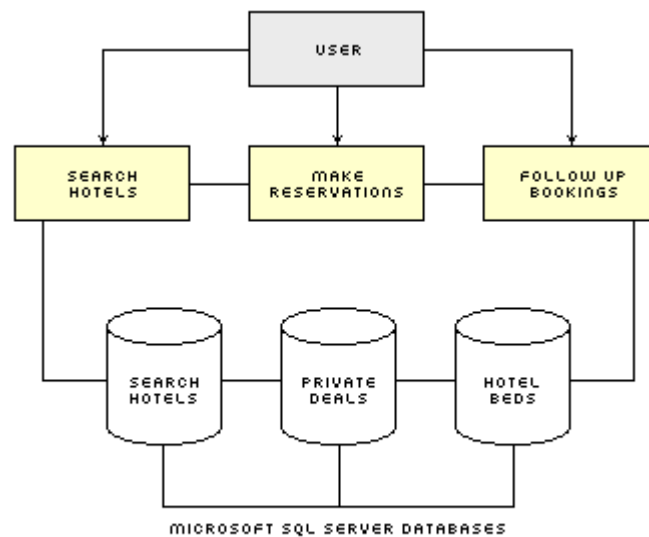 USER
SEARCH
HOTELS
MAKE
RESERVATIONS
FOLLOW UP
BOOKINGS
SEARCH
HOTELS
PRIVATE
DEALS
HOTEL
BEDS
MICROSOFT SQL SERVER DATABASES